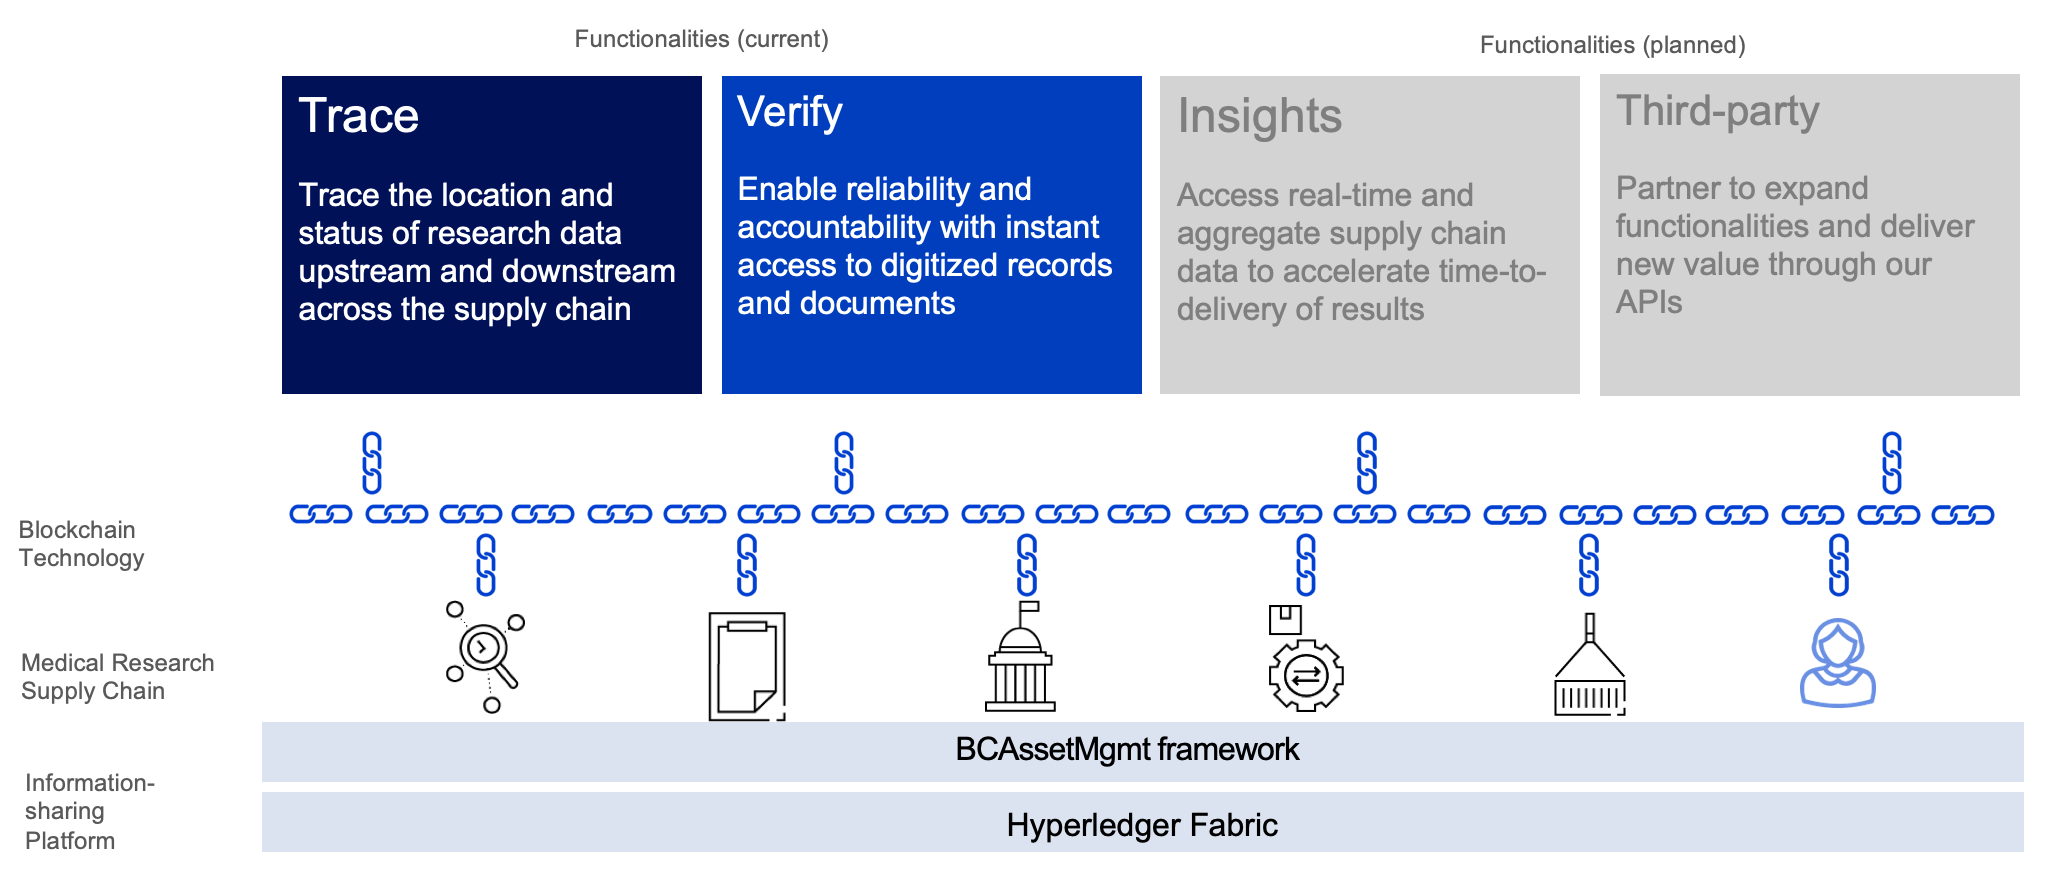 Functionalities (current)
Functionalities (planned)
Trace
Trace the location and
status of research data
upstream and downstream
across the supply chain
Verify
Enable reliability and
accountability with instant
access to digitized records
and documents
Insights
Access real-time and
aggregate supply chain
data to accelerate time-to-
delivery of results
Third-party
Partner to expand
functionalities and deliver
new value through our
APIs
Blockchain
Technology
Medical Research
Supply Chain
Information-
sharing
Platform
BCAssetMgmt framework
Hyperledger Fabric